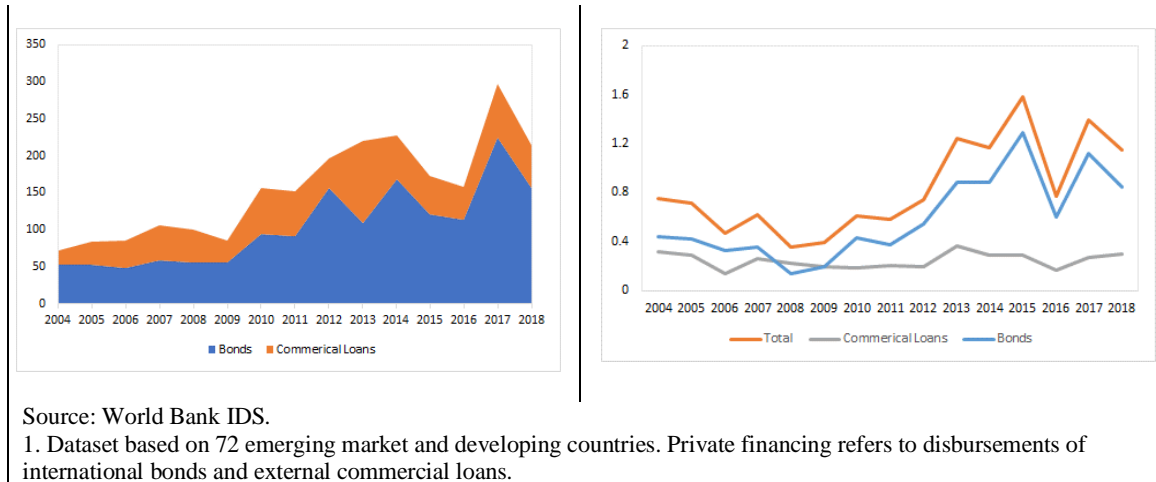 350
300
250
200
150
100
50
0
2004 2005 2006 2007 2008 2009 2010 2011 2012 2013 2014 2015 2016 2017 2018
Bonds Commerical Loans
2
1.6
1.2
0.8
0.4
0
2004 2005 2006 2007 2008 2009 2010 2011 2012 2013 2014 2015 2016 2017 2018
Total Commerical Loans Bonds
Source: World Bank IDS.
1. Dataset based on 72 emerging market and developing countries. Private financing refers to disbursements of
international bonds and external commercial loans.